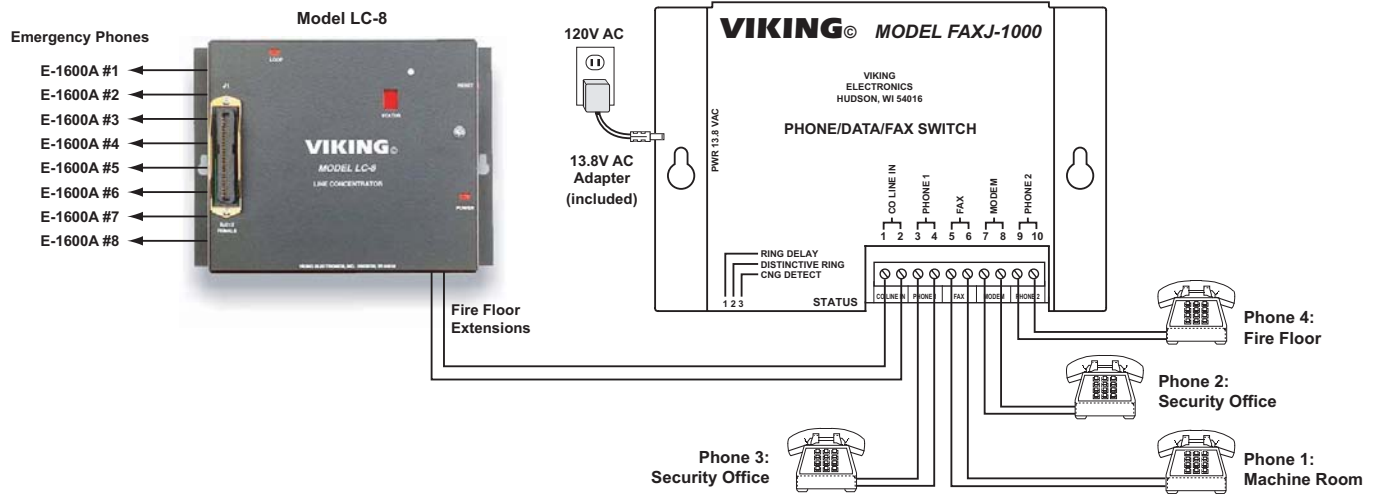 Model LC-8
Emergency Phones
E-1600A #1
E-1600A #2
E-1600A #3
E-1600A #4
E-1600A #5
E-1600A #6
E-1600A #7
E-1600A #8
LOOP
J1
RESET
STATUS
VIKING
MODEL LC-8
LINE CONCENTRATOR
POWER
Fire Floor
Extensions
120V AC
13.8V AC
Adapter
(included)
VIKING© MODEL FAXJ-1000
VIKING
ELECTRONICS
HUDSON, WI 54016
PHONE/DATA/FAX SWITCH
PWR 13.8 VAC
CO LINE IN
PHONE 1
FAX
MODEM
PHONE 2
1 2 3 4 5 6 7 8 9 10
RING DELAY
DISTINCTIVE RING
CNG DETECT
1 2 3
STATUS
CO LINE IN PHONE 1 FAX MODEM PHONE 2
Phone 4:
Fire Floor
Phone 2:
Security Office
Phone 3:
Security Office
Phone 1:
Machine Room